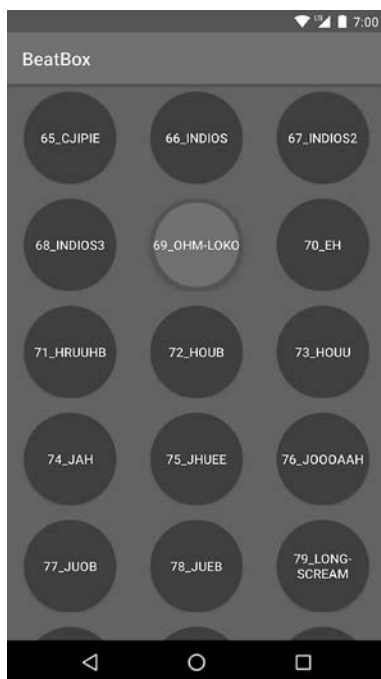 LTE 7:00
BeatBox
65_CJIPIE 66_INDIOS 67_INDIOS2
68_INDIOS3 69_OHM-LOKO 70_EH
71_HRUUHB 72_HOUB 73_HOUU
74_JAH 75_JHUEE 76_JOOOAAH
77_JUOB 78_JUEB 79_LONG-
SCREAM